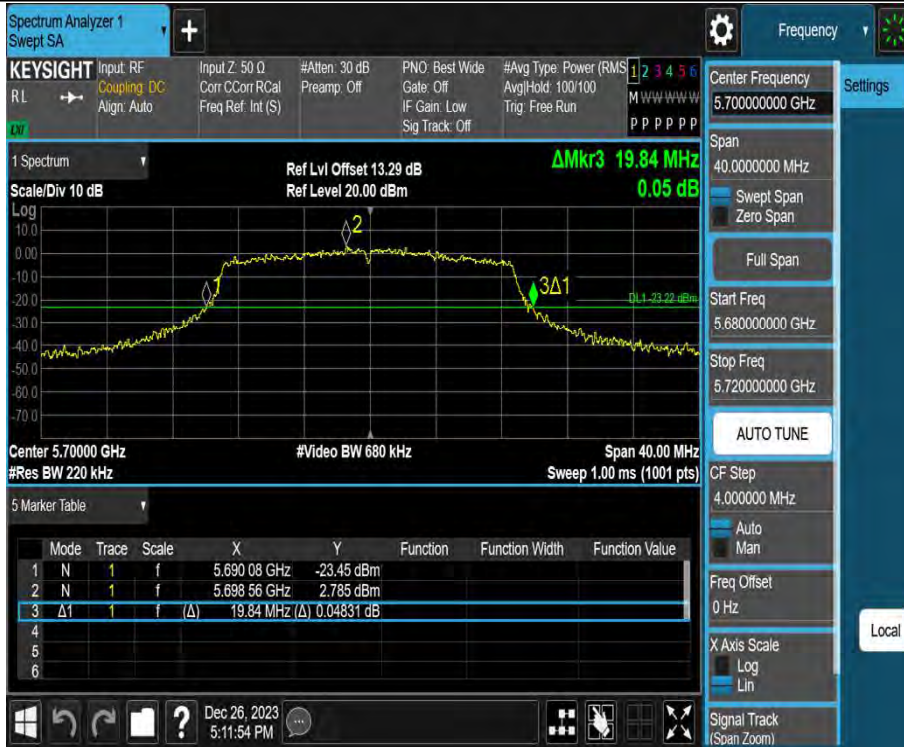 Spectrum Analyzer 1
Swept SA
+
Frequency
KEYSIGHT
RL
Input: RF
Coupling: DC
Align: Auto
Input Z: 50 Ω
Corr CCorr RCal
Freq Ref: Int (S)
#Atten: 30 dB
Preamp: Off
PNO: Best Wide
Gate: Off
IF Gain: Low
Sig Track: Off
#Avg Type: Power (RMS
Avg|Hold: 100/100
Trig: Free Run
1 2 3 4 5 6
M W W W W W
P P P P P P
1 Spectrum
Scale/Div 10 dB
Ref Lvl Offset 13.29 dB
Ref Level 20.00 dBm
ΔMkr3 19.84 MHz
0.05 dB
Log
10.0
0.00
-10.0
-20.0
-30.0
-40.0
-50.0
-60.0
-70.0
1
2
3Δ1
DL1 -23.22 dBm
Center 5.70000 GHz
#Res BW 220 kHz
#Video BW 680 kHz
Span 40.00 MHz
Sweep 1.00 ms (1001 pts)
5 Marker Table
Mode Trace Scale X Y Function Function Width Function Value
1 N 1 f 5.690 08 GHz -23.45 dBm
2 N 1 f 5.698 56 GHz 2.785 dBm
3 Δ1 1 f (Δ) 19.84 MHz (Δ) 0.04831 dB
4
5
6
Dec 26, 2023
5:11:54 PM
?
Center Frequency
5.700000000 GHz
Settings
Span
40.0000000 MHz
Swept Span
Zero Span
Full Span
Start Freq
5.680000000 GHz
Stop Freq
5.720000000 GHz
AUTO TUNE
CF Step
4.000000 MHz
Auto
Man
Freq Offset
0 Hz
Local
X Axis Scale
Log
Lin
Signal Track
(Span Zoom)